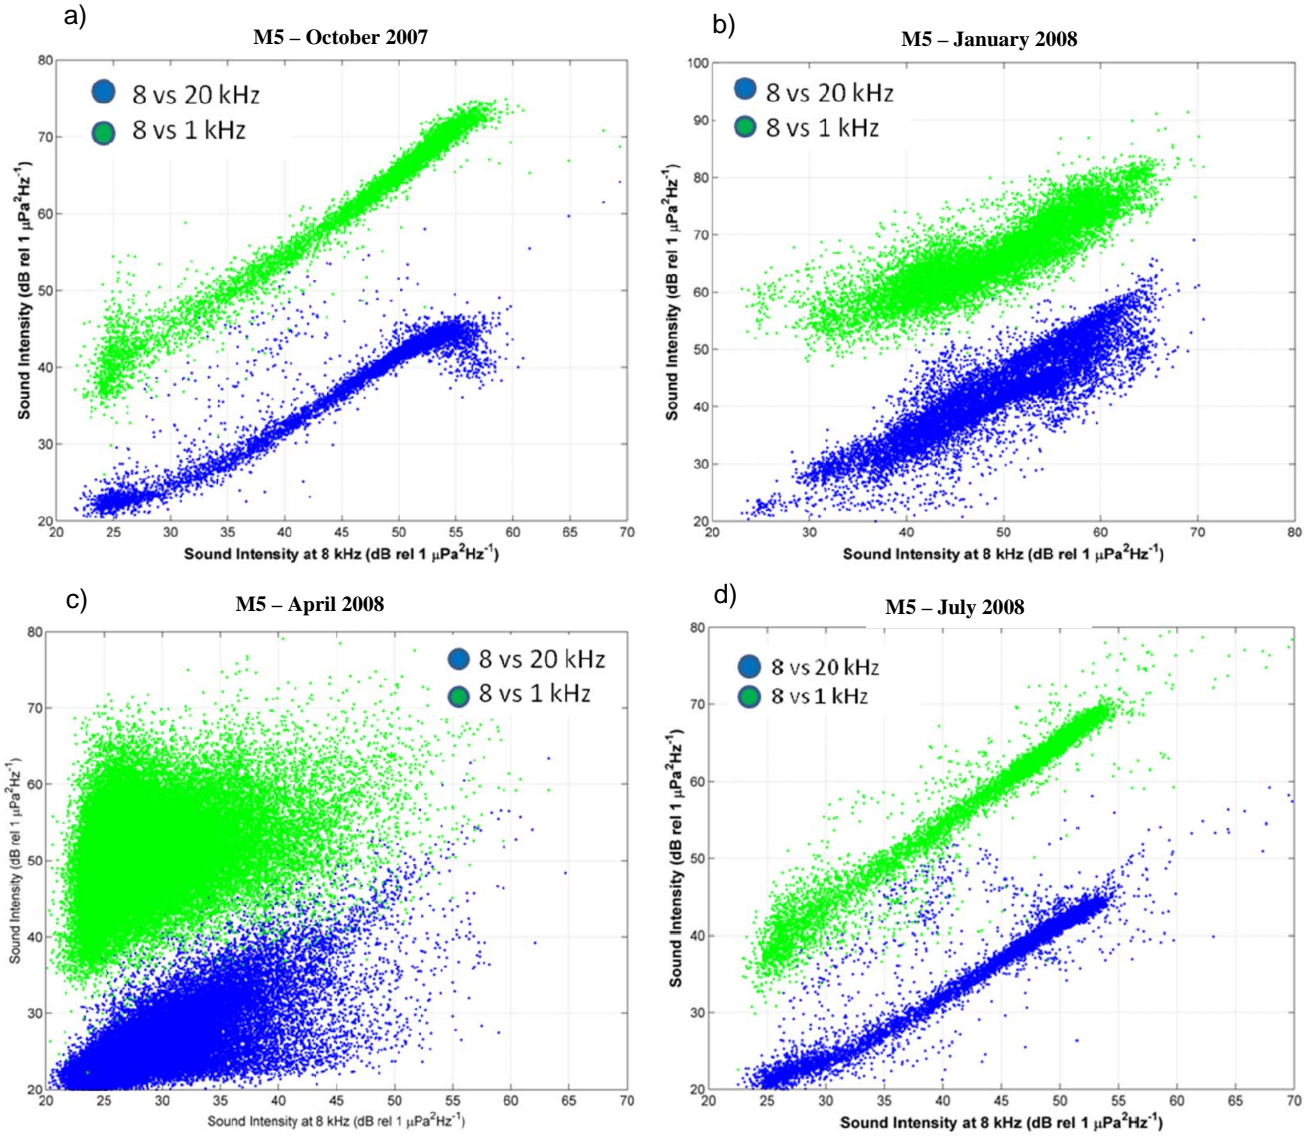 a)
M5 – October 2007
8 vs 20 kHz
8 vs 1 kHz
80
70
60
50
40
30
20
Sound Intensity (dB rel 1 µPa²Hz⁻¹)
20 25 30 35 40 45 50 55 60 65 70
Sound Intensity at 8 kHz (dB rel 1 µPa²Hz⁻¹)
b)
M5 – January 2008
8 vs 20 kHz
8 vs 1 kHz
100
90
80
70
60
50
40
30
20
Sound Intensity (dB rel 1 µPa²Hz⁻¹)
20 30 40 50 60 70 80
Sound Intensity at 8 kHz (dB rel 1 µPa²Hz⁻¹)
c)
M5 – April 2008
8 vs 20 kHz
8 vs 1 kHz
80
70
60
50
40
30
20
Sound Intensity (dB rel 1 µPa²Hz⁻¹)
20 25 30 35 40 45 50 55 60 65 70
Sound Intensity at 8 kHz (dB rel 1 µPa²Hz⁻¹)
d)
M5 – July 2008
8 vs 20 kHz
8 vs 1 kHz
80
70
60
50
40
30
20
Sound Intensity (dB rel 1 µPa²Hz⁻¹)
20 25 30 35 40 45 50 55 60 65 70
Sound Intensity at 8 kHz (dB rel 1 µPa²Hz⁻¹)